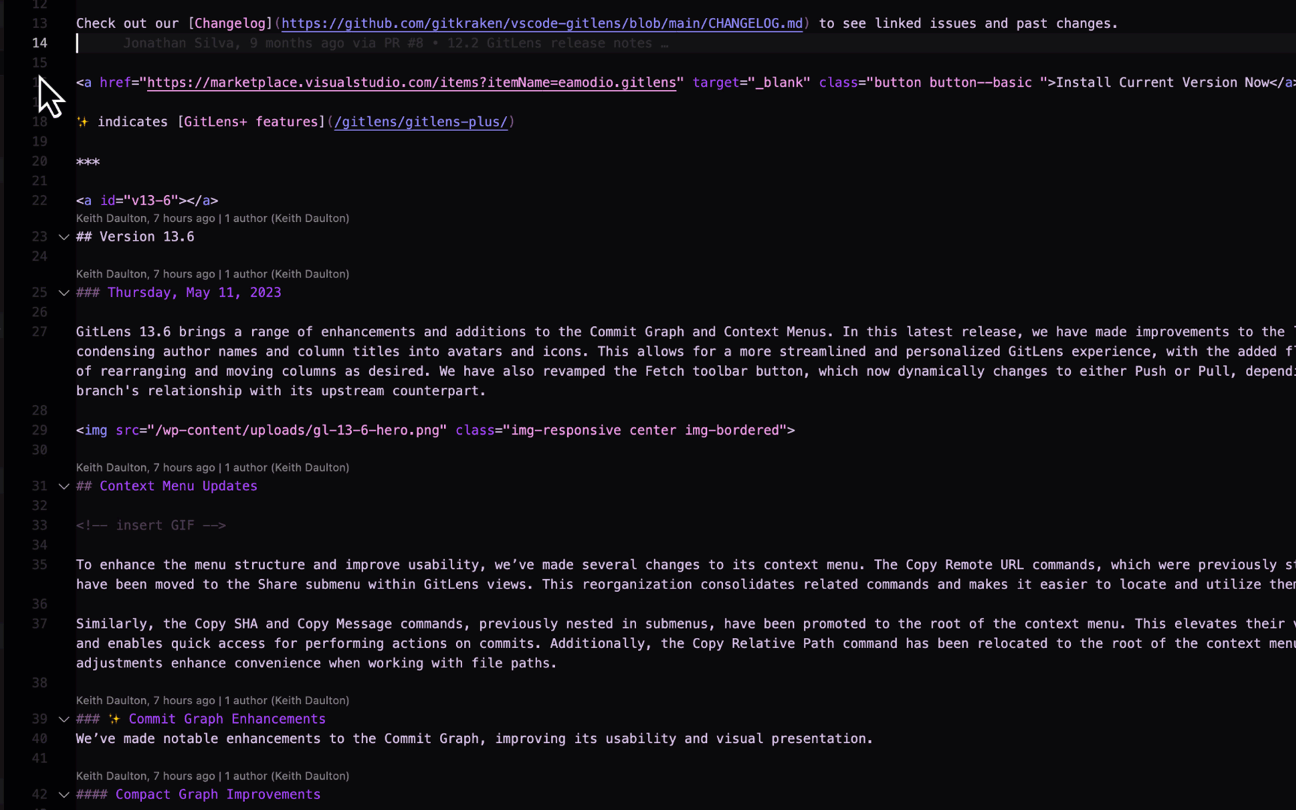 12
13 Check out our [Changelog](https://github.com/gitkraken/vscode-gitlens/blob/main/CHANGELOG.md) to see linked issues and past changes.
14 Jonathan Silva, 9 months ago via PR #8 • 12.2 GitLens release notes …
15
<a href="https://marketplace.visualstudio.com/items?itemName=eamodio.gitlens" target="_blank" class="button button--basic ">Install Current Version Now</a>
18 ✨ indicates [GitLens+ features](/gitlens/gitlens-plus/)
19
20 ***
21
22 <a id="v13-6"></a>
Keith Daulton, 7 hours ago | 1 author (Keith Daulton)
23 ## Version 13.6
24
Keith Daulton, 7 hours ago | 1 author (Keith Daulton)
25 ### Thursday, May 11, 2023
26
27 GitLens 13.6 brings a range of enhancements and additions to the Commit Graph and Context Menus. In this latest release, we have made improvements to the
condensing author names and column titles into avatars and icons. This allows for a more streamlined and personalized GitLens experience, with the added fl
of rearranging and moving columns as desired. We have also revamped the Fetch toolbar button, which now dynamically changes to either Push or Pull, dependi
branch's relationship with its upstream counterpart.
28
29 <img src="/wp-content/uploads/gl-13-6-hero.png" class="img-responsive center img-bordered">
30
Keith Daulton, 7 hours ago | 1 author (Keith Daulton)
31 ## Context Menu Updates
32
33 <!-- insert GIF -->
34
35 To enhance the menu structure and improve usability, we’ve made several changes to its context menu. The Copy Remote URL commands, which were previously st
have been moved to the Share submenu within GitLens views. This reorganization consolidates related commands and makes it easier to locate and utilize them
36
37 Similarly, the Copy SHA and Copy Message commands, previously nested in submenus, have been promoted to the root of the context menu. This elevates their v
and enables quick access for performing actions on commits. Additionally, the Copy Relative Path command has been relocated to the root of the context menu
adjustments enhance convenience when working with file paths.
38
Keith Daulton, 7 hours ago | 1 author (Keith Daulton)
39 ### ✨ Commit Graph Enhancements
40 We’ve made notable enhancements to the Commit Graph, improving its usability and visual presentation.
41
Keith Daulton, 7 hours ago | 1 author (Keith Daulton)
42 #### Compact Graph Improvements